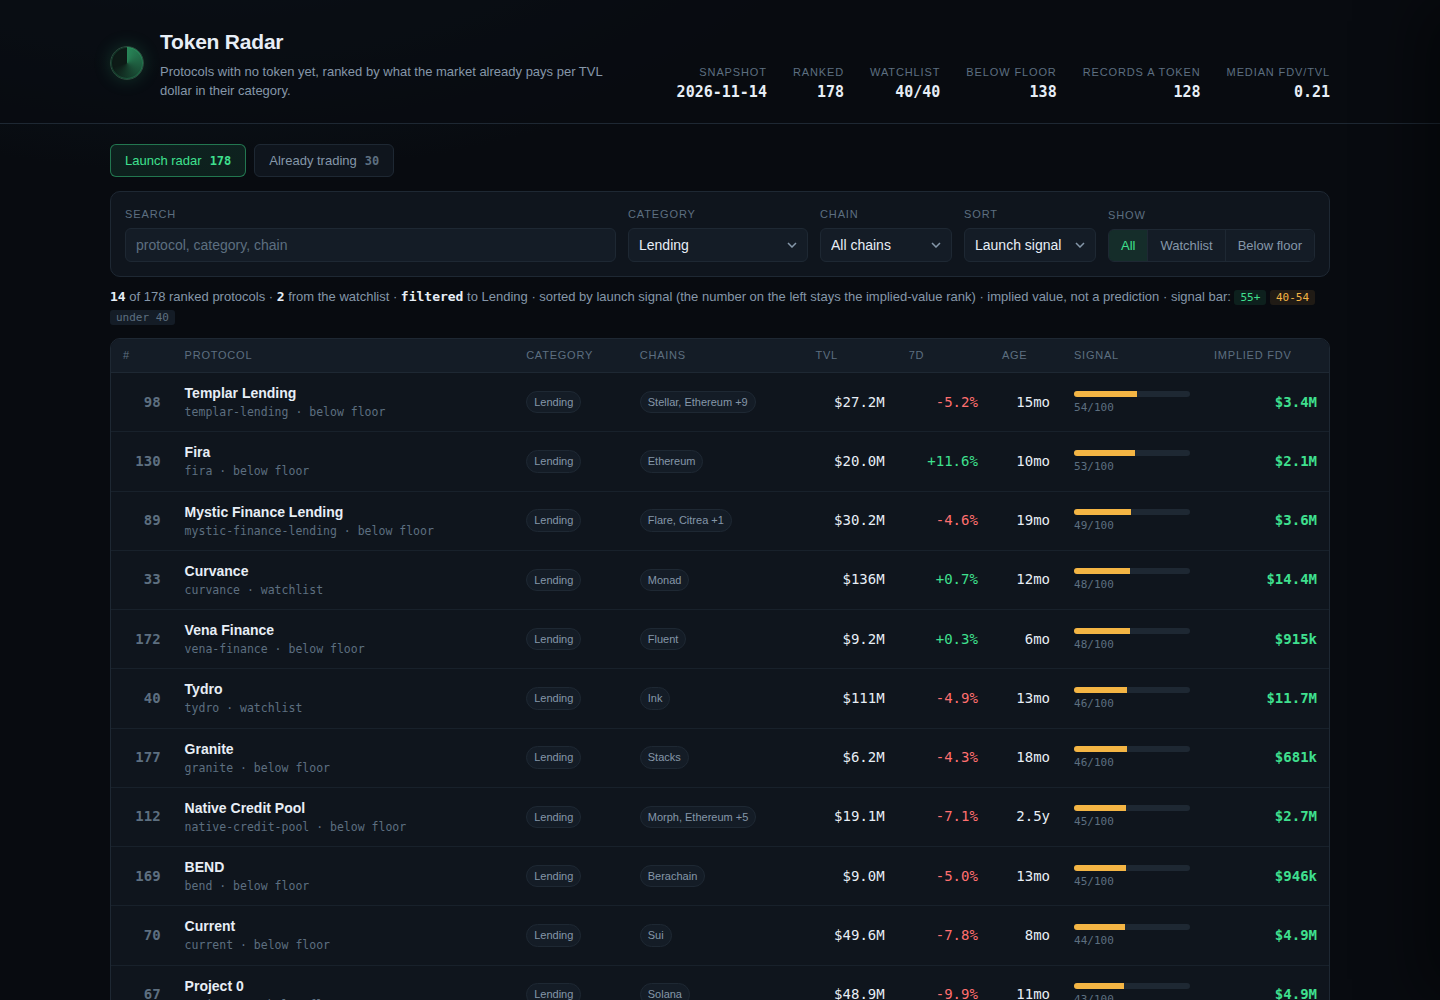 Token Radar
Protocols with no token yet, ranked by what the market already pays per TVL
dollar in their category.
SNAPSHOT RANKED WATCHLIST BELOW FLOOR RECORDS A TOKEN MEDIAN FDV/TVL
2026-11-14 178 40/40 138 128 0.21
Launch radar 178 Already trading 30
SEARCH CATEGORY CHAIN SORT SHOW
protocol, category, chain Lending All chains Launch signal All Watchlist Below floor
14 of 178 ranked protocols · 2 from the watchlist · filtered to Lending · sorted by launch signal (the number on the left stays the implied-value rank) · implied value, not a prediction · signal bar: 55+ 40-54
under 40
# PROTOCOL CATEGORY CHAINS TVL 7D AGE SIGNAL IMPLIED FDV
98 Templar Lending Lending Stellar, Ethereum +9 $27.2M -5.2% 15mo $3.4M
templar-lending · below floor 54/100
130 Fira Lending Ethereum $20.0M +11.6% 10mo $2.1M
fira · below floor 53/100
89 Mystic Finance Lending Lending Flare, Citrea +1 $30.2M -4.6% 19mo $3.6M
mystic-finance-lending · below floor 49/100
33 Curvance Lending Monad $136M +0.7% 12mo $14.4M
curvance · watchlist 48/100
172 Vena Finance Lending Fluent $9.2M +0.3% 6mo $915k
vena-finance · below floor 48/100
40 Tydro Lending Ink $111M -4.9% 13mo $11.7M
tydro · watchlist 46/100
177 Granite Lending Stacks $6.2M -4.3% 18mo $681k
granite · below floor 46/100
112 Native Credit Pool Lending Morph, Ethereum +5 $19.1M -7.1% 2.5y $2.7M
native-credit-pool · below floor 45/100
169 BEND Lending Berachain $9.0M -5.0% 13mo $946k
bend · below floor 45/100
70 Current Lending Sui $49.6M -7.8% 8mo $4.9M
current · below floor 44/100
67 Project 0 Lending Solana $48.9M -9.9% 11mo $4.9M